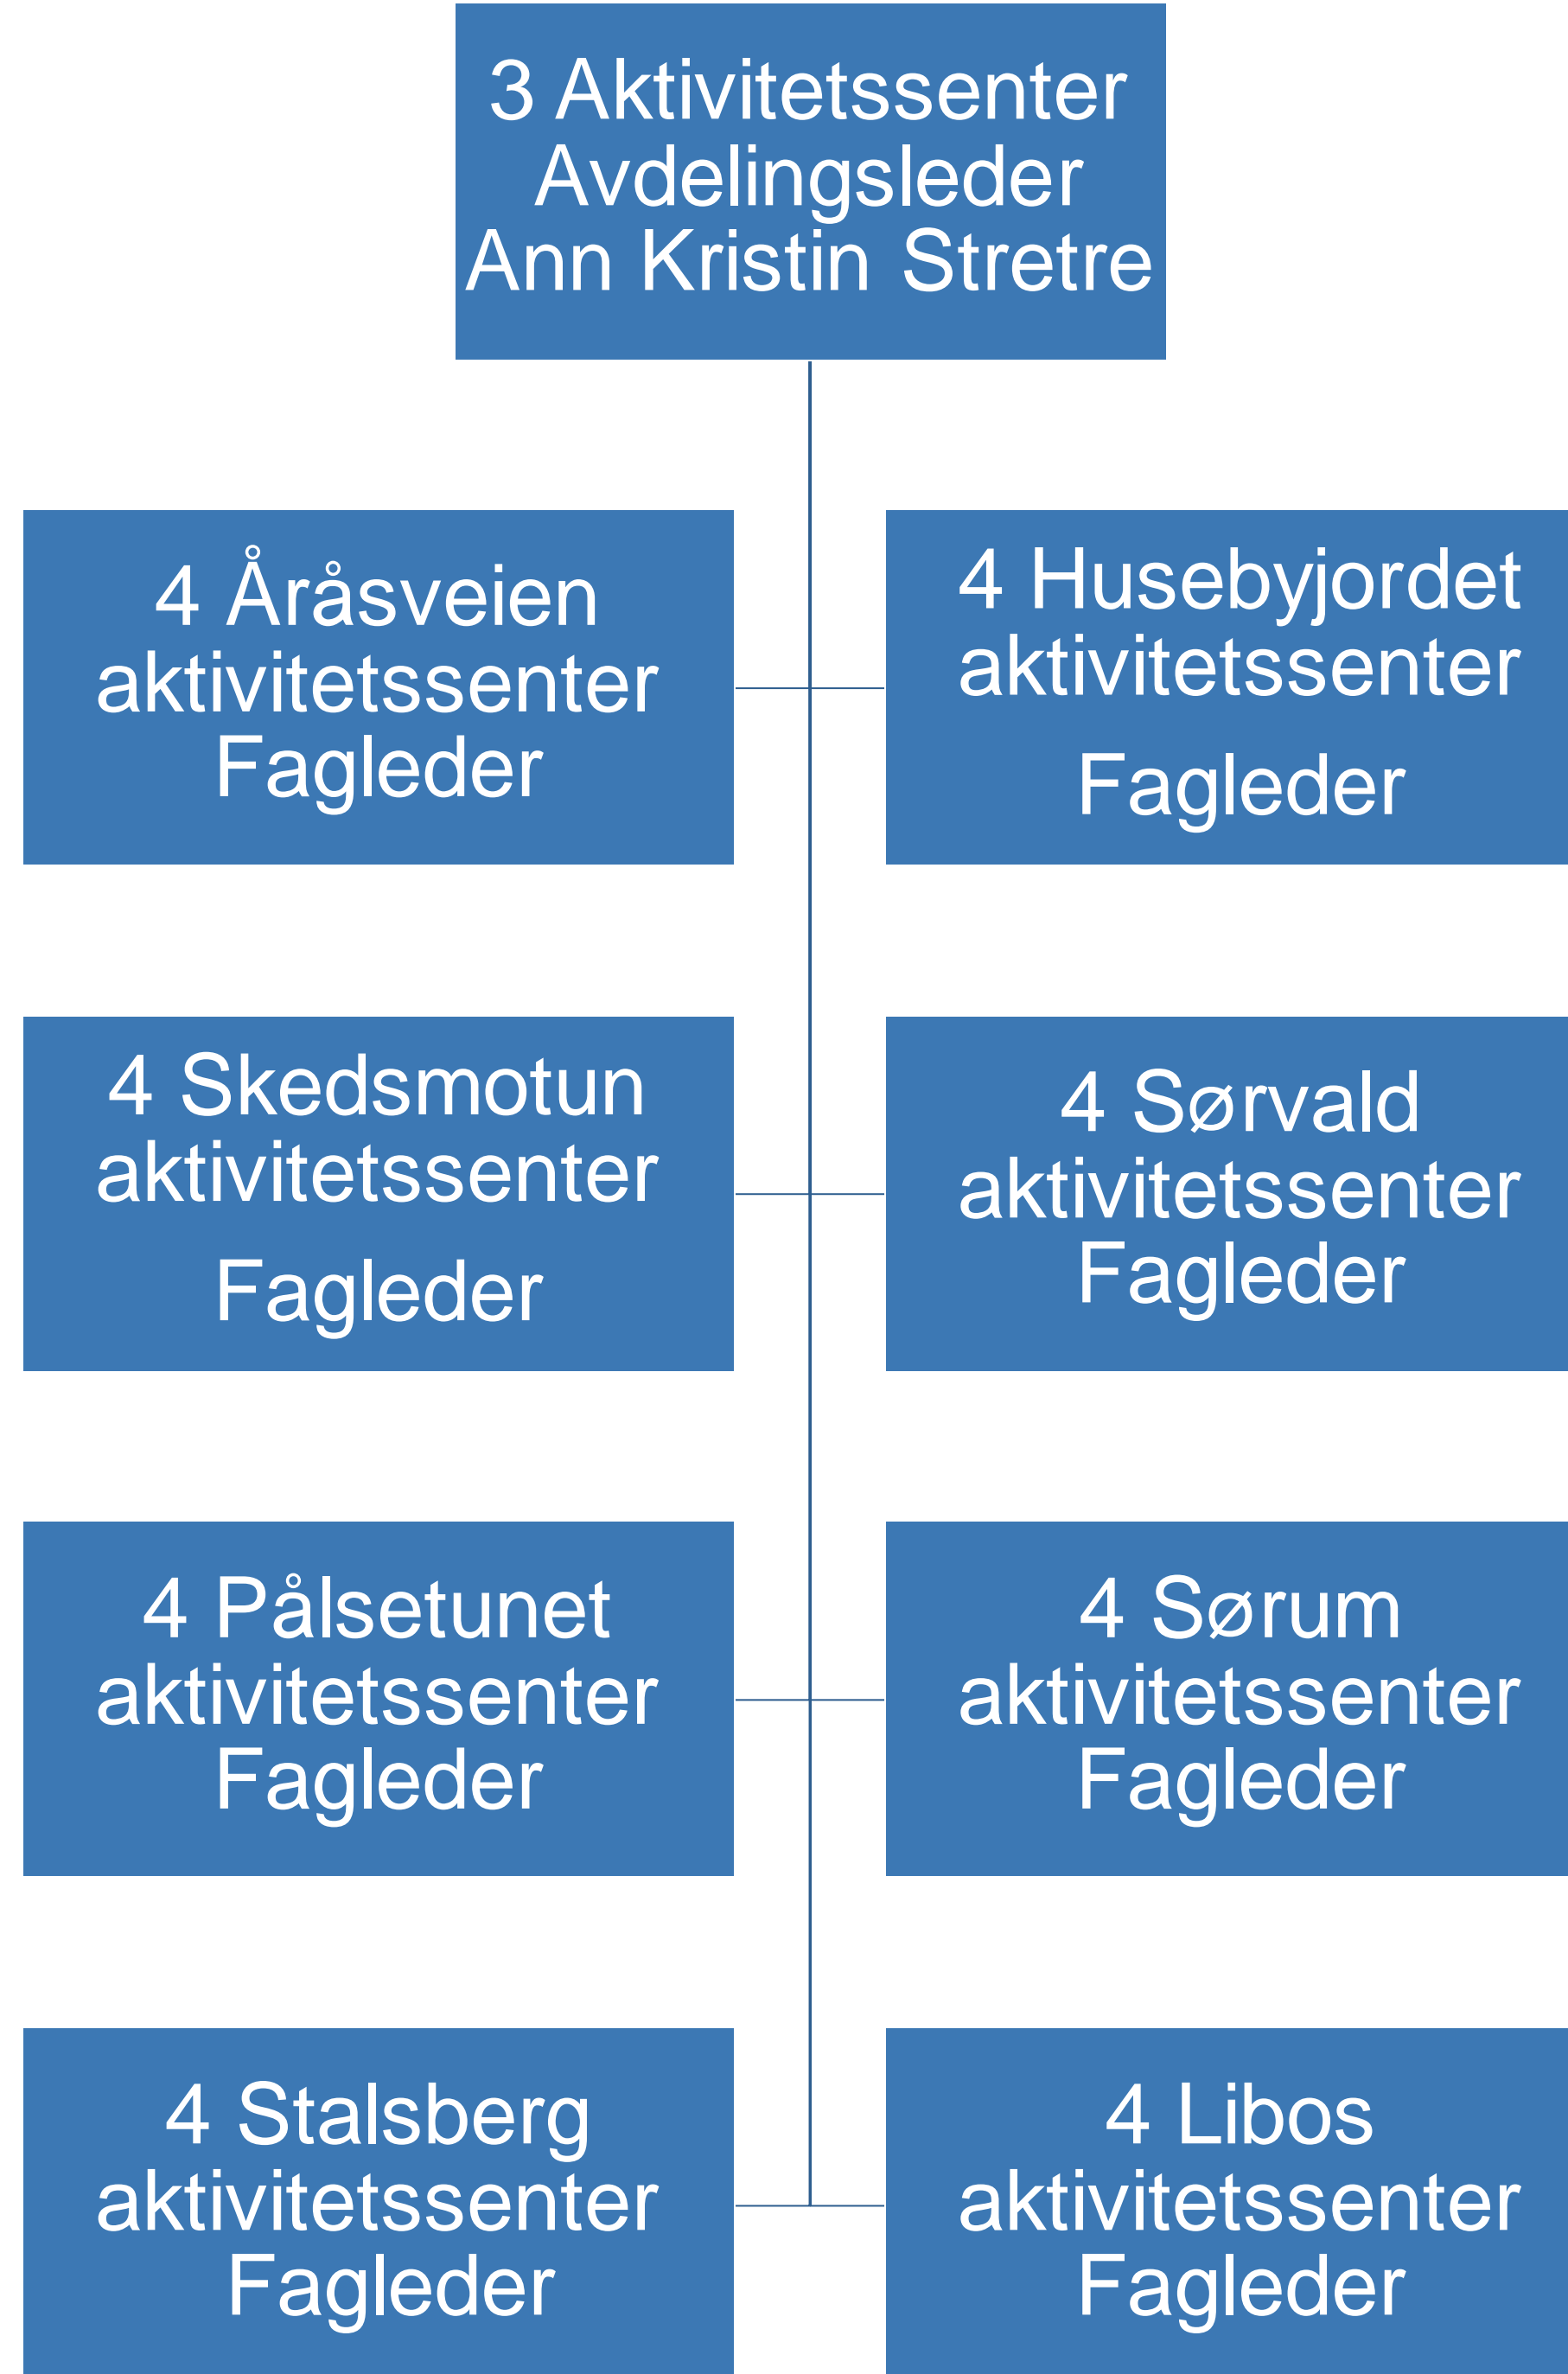 3 Aktivitetssenter
Avdelingsleder
Ann Kristin Stretre
4 Åråsveien
aktivitetssenter
Fagleder
4 Husebyjordet
aktivitetssenter
Fagleder
4 Skedsmotun
aktivitetssenter
Fagleder
4 Sørvald
aktivitetssenter
Fagleder
4 Pålsetunet
aktivitetssenter
Fagleder
4 Sørum
aktivitetssenter
Fagleder
4 Stalsberg
aktivitetssenter
Fagleder
4 Libos
aktivitetssenter
Fagleder